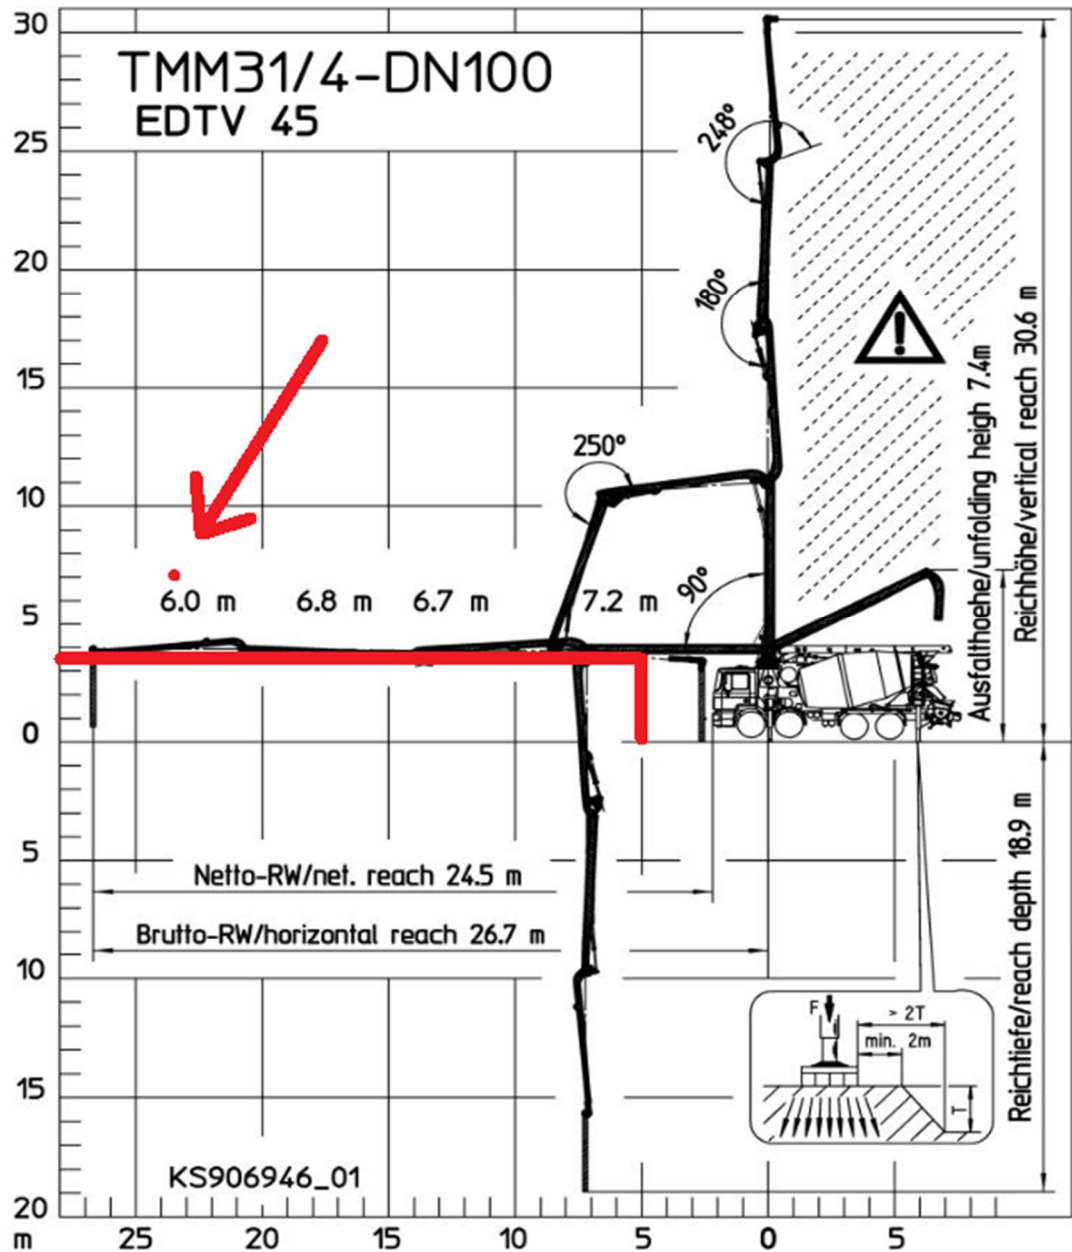 30
TMM31/4-DN100
EDTV 45
25
248°
20
180°
15
250°
10
90°
6.0 m 6.8 m 6.7 m 7.2 m
5
0
Ausfalthoehe/unfolding heigh 7.4m
Reichhöhe/vertical reach 30.6 m
5
Netto-RW/net. reach 24.5 m
Brutto-RW/horizontal reach 26.7 m
10
Reichtiefe/reach depth 18.9 m
F
> 2T
min. 2m
T
15
KS906946_01
20
m 25 20 15 10 5 0 5